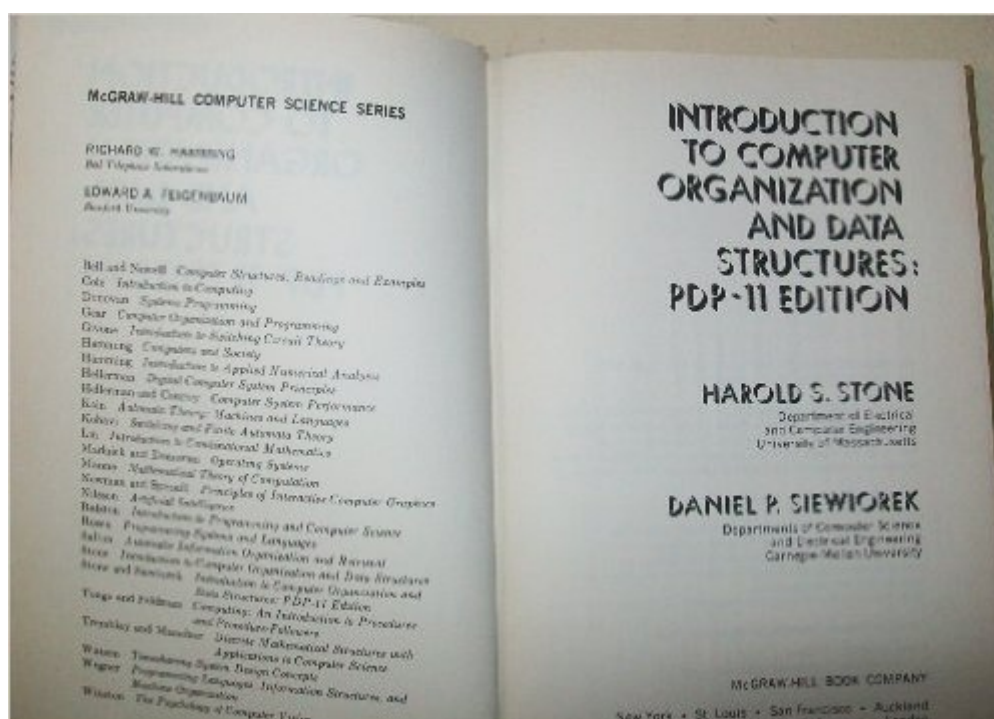 McGRAW-HILL COMPUTER SCIENCE SERIES
RICHARD W. HAMMING
Bell Telephone Laboratories
EDWARD A. FEIGENBAUM
Stanford University
Bell and Newell Computer Structures, Readings and Examples
Cole Introduction to Computing
Donovan Systems Programming
Gear Computer Organization and Programming
Givone Introduction to Switching Circuit Theory
Hamming Computers and Society
Hamming Introduction to Applied Numerical Analysis
Hellerman Digital Computer System Principles
Hellerman and Conroy Computer System Performance
Kain Automata Theory: Machines and Languages
Kohavi Switching and Finite Automata Theory
Liu Introduction to Combinatorial Mathematics
Madnick and Donovan Operating Systems
Manna Mathematical Theory of Computation
Newman and Sproull Principles of Interactive Computer Graphics
Nilsson Artificial Intelligence
Ralston Introduction to Programming and Computer Science
Rosen Programming Systems and Languages
Salton Automatic Information Organization and Retrieval
Stone Introduction to Computer Organization and Data Structures
Stone and Siewiorek Introduction to Computer Organization and
Data Structures: PDP-11 Edition
Tonge and Feldman Computing: An Introduction to Procedures
and Procedure-Followers
Tremblay and Manohar Discrete Mathematical Structures with
Applications to Computer Science
Watson Timesharing System Design Concepts
Wegner Programming Languages, Information Structures, and
Machine Organization
Winston The Psychology of Computer Vision
INTRODUCTION
TO COMPUTER
ORGANIZATION
AND DATA
STRUCTURES:
PDP-11 EDITION
HAROLD S. STONE
Department of Electrical
and Computer Engineering
University of Massachusetts
DANIEL P. SIEWIOREK
Departments of Computer Science
and Electrical Engineering
Carnegie-Mellon University
McGRAW-HILL BOOK COMPANY
New York • St. Louis • San Francisco • Auckland